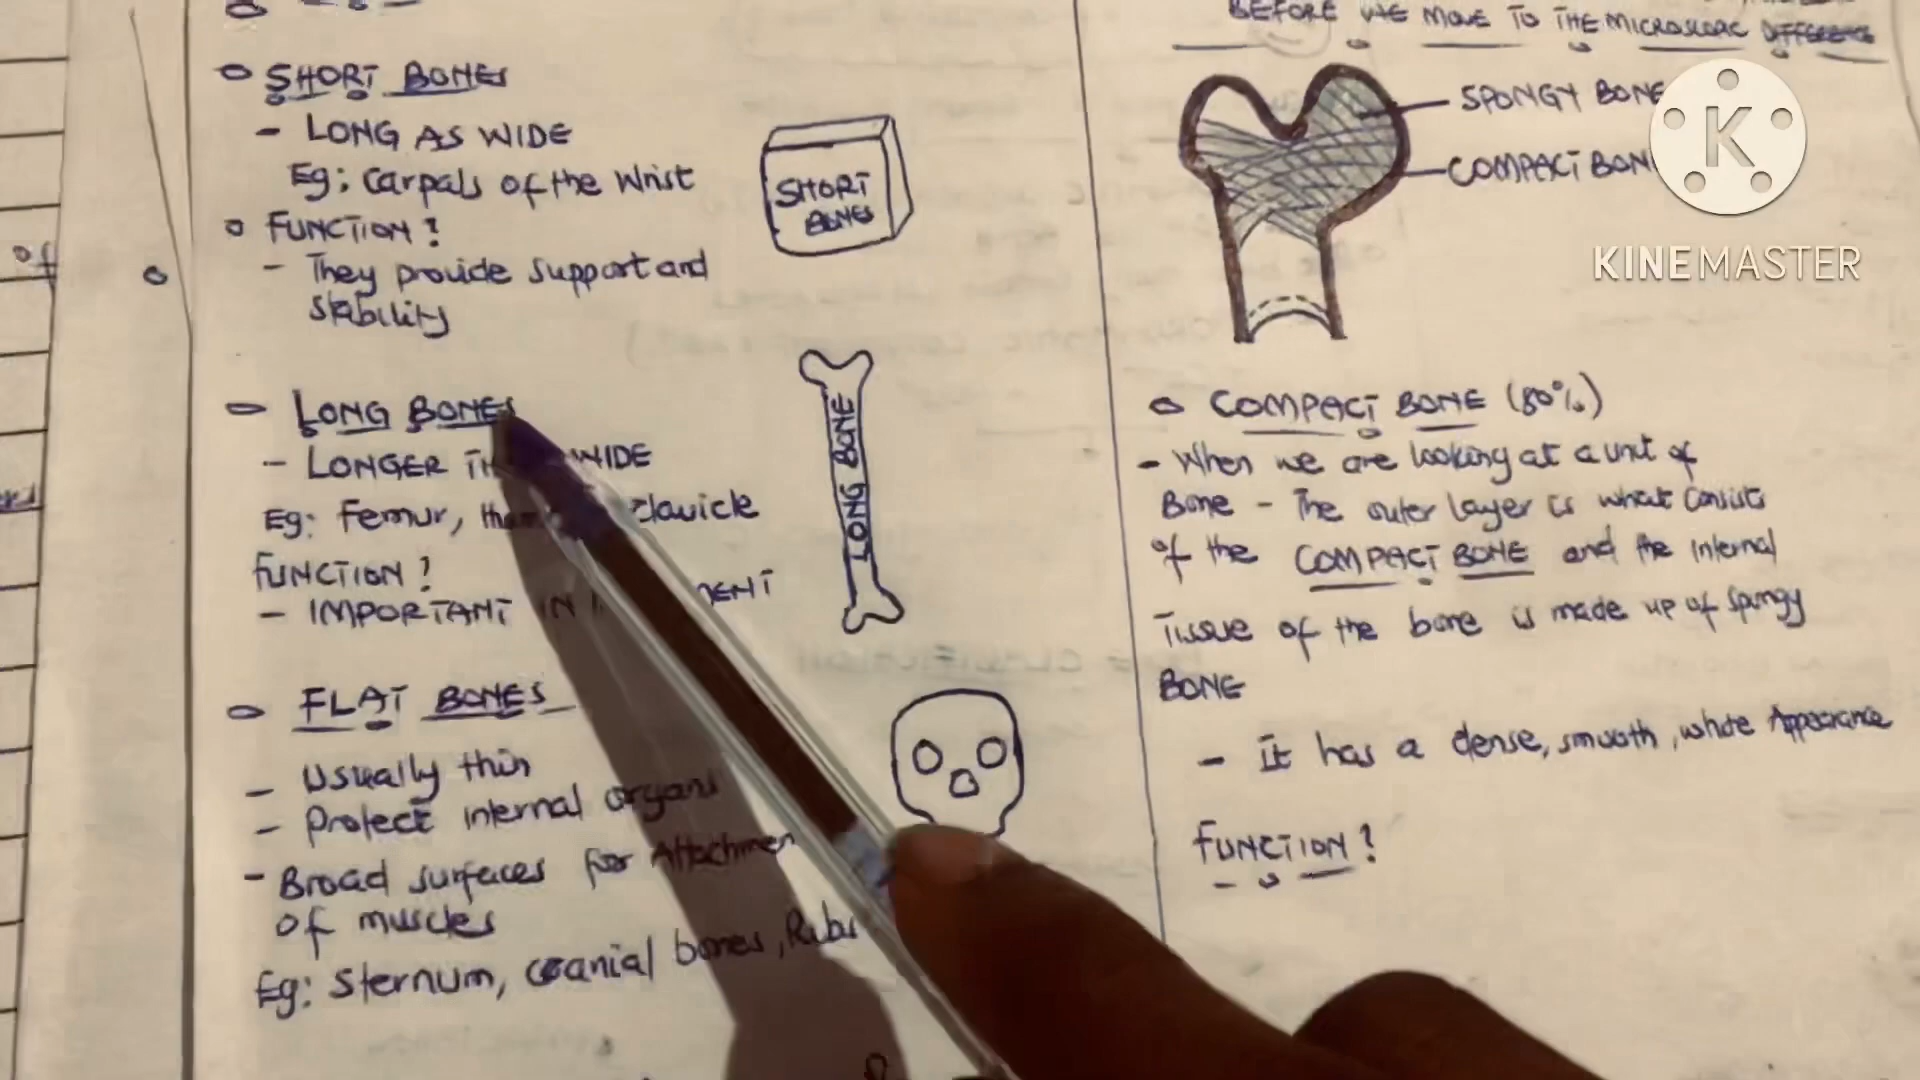 SHORT BONES
- LONG AS WIDE
Eg: Carpals of the Wrist
FUNCTION?
- They provide support and
stability
SHORT
BONES
LONG BONES
- LONGER WIDE
Eg: Femur, clavicle
FUNCTION?
- IMPORTANT IN
LONG BONE
FLAT BONES
- Usually thin
- Protect internal organs
- Broad surfaces for Attachmen
of muscles
Eg: Sternum, cranial bones, Ribs
BEFORE WE MOVE TO THE MICROSCOPIC DIFFERENCE
SPONGY BONE
COMPACT BONE
KINEMASTER
COMPACT BONE (80%)
- When we are looking at a unit of
Bone - The outer layer is what consists
of the COMPACT BONE and the internal
Tissue of the bone is made up of spongy
BONE
- It has a dense, smooth, white Appearance
FUNCTION?